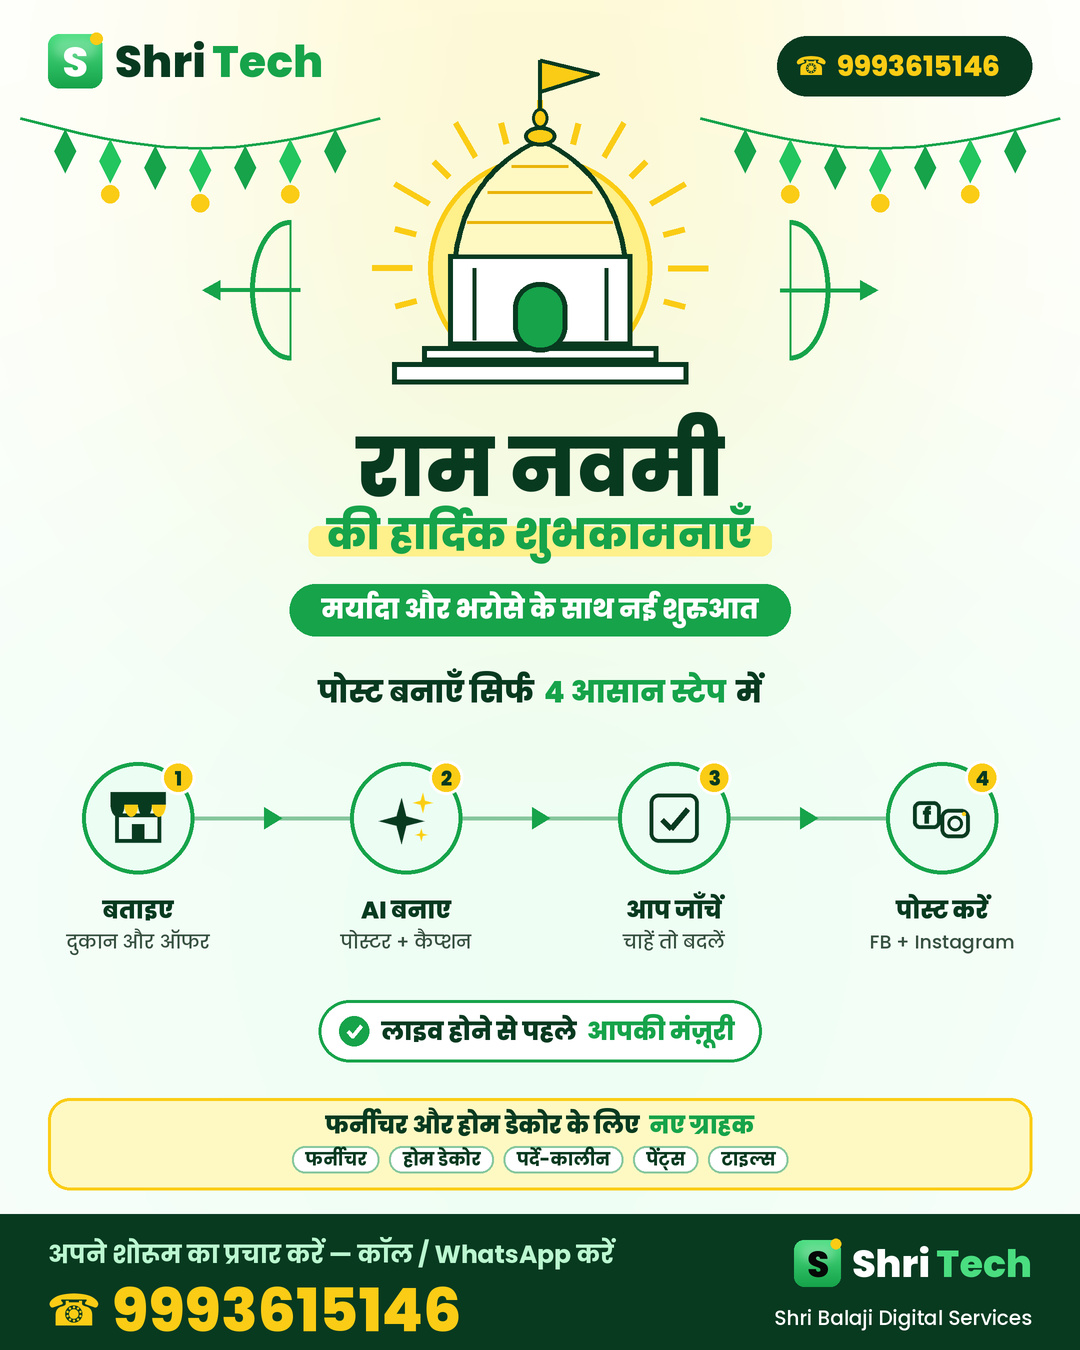 S Shri Tech
☎ 9993615146
राम नवमी
की हार्दिक शुभकामनाएँ
मर्यादा और भरोसे के साथ नई शुरुआत
पोस्ट बनाएँ सिर्फ 4 आसान स्टेप में
1
2
3
4
f
बताइए
दुकान और ऑफर
AI बनाए
पोस्टर + कैप्शन
आप जाँचें
चाहें तो बदलें
पोस्ट करें
FB + Instagram
लाइव होने से पहले आपकी मंज़ूरी
फर्नीचर और होम डेकोर के लिए नए ग्राहक
फर्नीचर होम डेकोर पर्दे-कालीन पेंट्स टाइल्स
अपने शोरूम का प्रचार करें — कॉल / WhatsApp करें
☎ 9993615146
S Shri Tech
Shri Balaji Digital Services